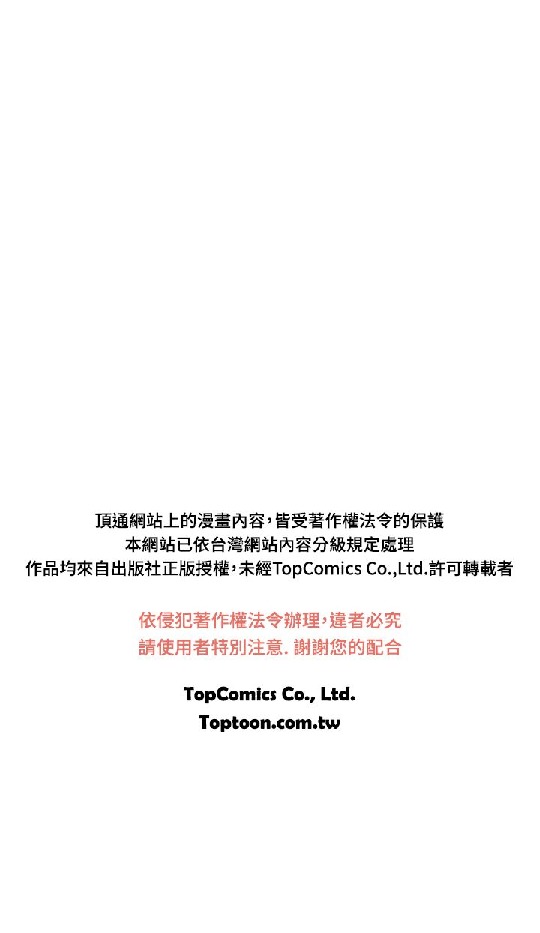 頂通網站上的漫畫內容，皆受著作權法令的保護
本網站已依台灣網站內容分級規定處理
作品均來自出版社正版授權，未經TopComics Co.,Ltd.許可轉載者
依侵犯著作權法令辦理，違者必究
請使用者特別注意. 謝謝您的配合
TopComics Co., Ltd.
Toptoon.com.tw